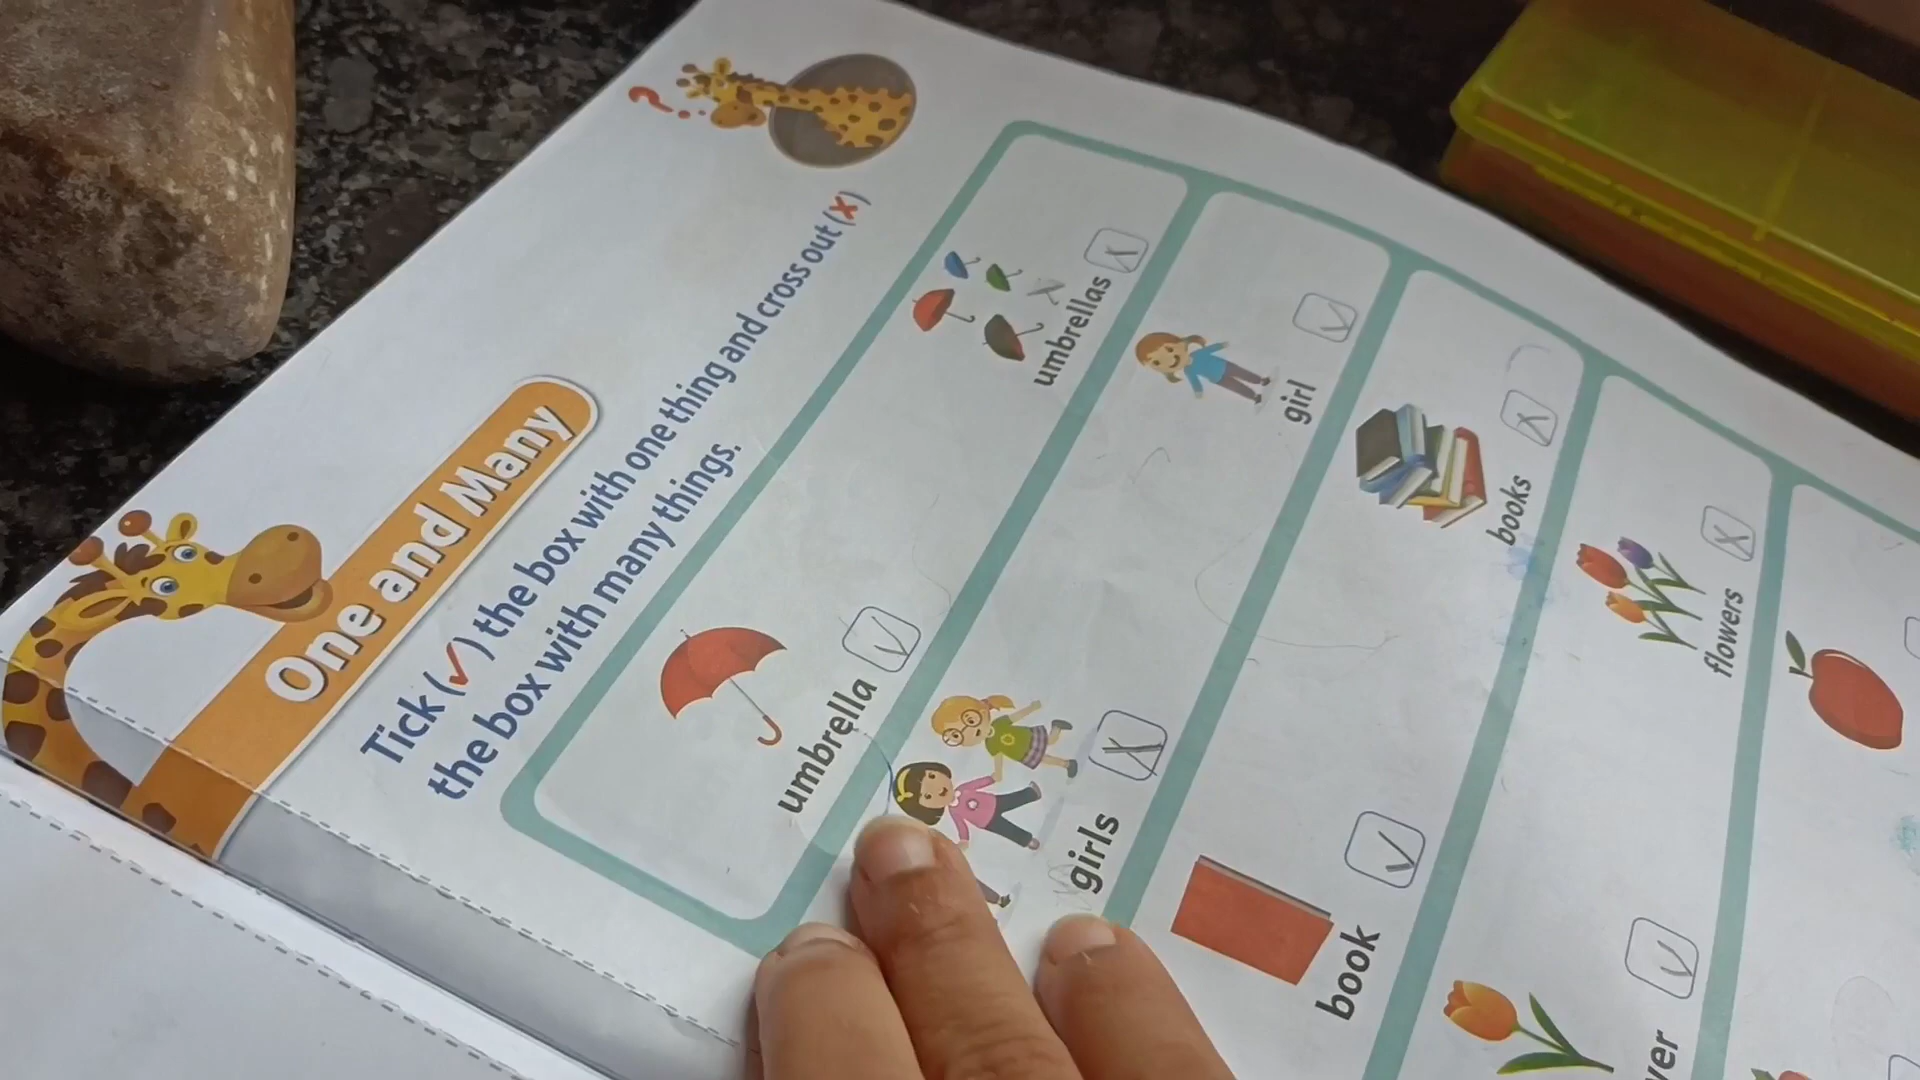 One and Many
Tick (✓) the box with one thing and cross out (X)
the box with many things.
umbrella umbrellas
girls girl
book books
flowers